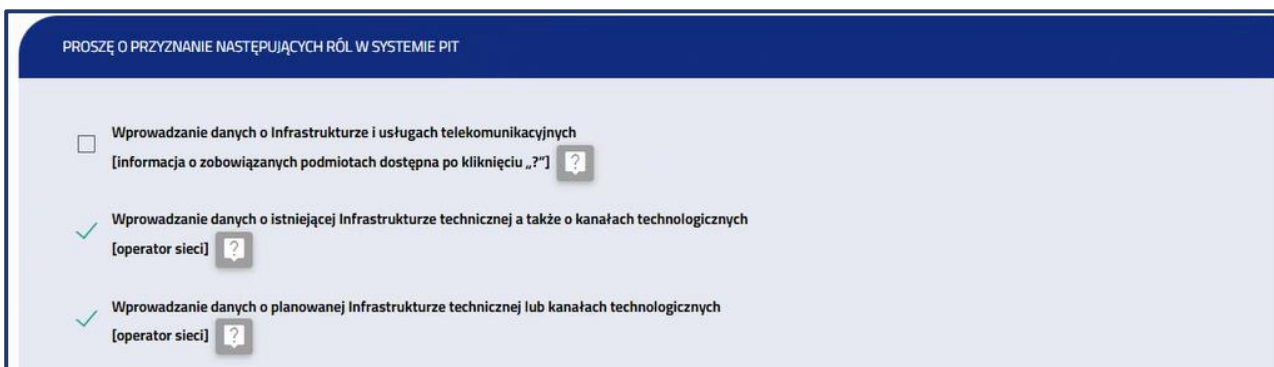 PROSZĘ O PRZYZNANIE NASTĘPUJĄCYCH RÓL W SYSTEMIE PIT
Wprowadzanie danych o Infrastrukturze i usługach telekomunikacyjnych
[informacja o zobowiązanych podmiotach dostępna po kliknięciu „?"] ?
Wprowadzanie danych o istniejącej Infrastrukturze technicznej a także o kanałach technologicznych
[operator sieci] ?
Wprowadzanie danych o planowanej Infrastrukturze technicznej lub kanałach technologicznych
[operator sieci] ?